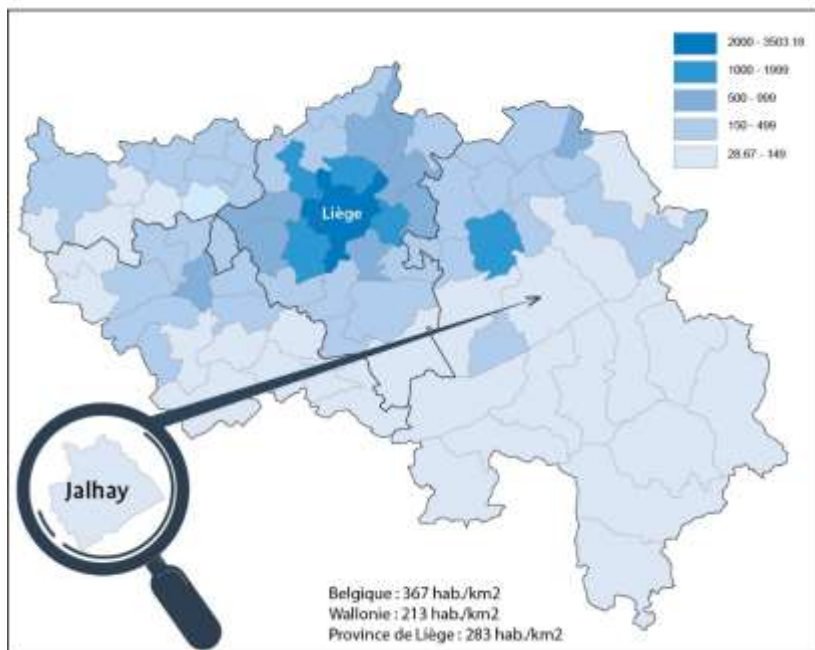 2000 - 3503.18
1000 - 1999
500 - 999
150 - 499
28.67 - 149
Liège
Jalhay
Belgique : 367 hab./km2
Wallonie : 213 hab./km2
Province de Liège : 283 hab./km2